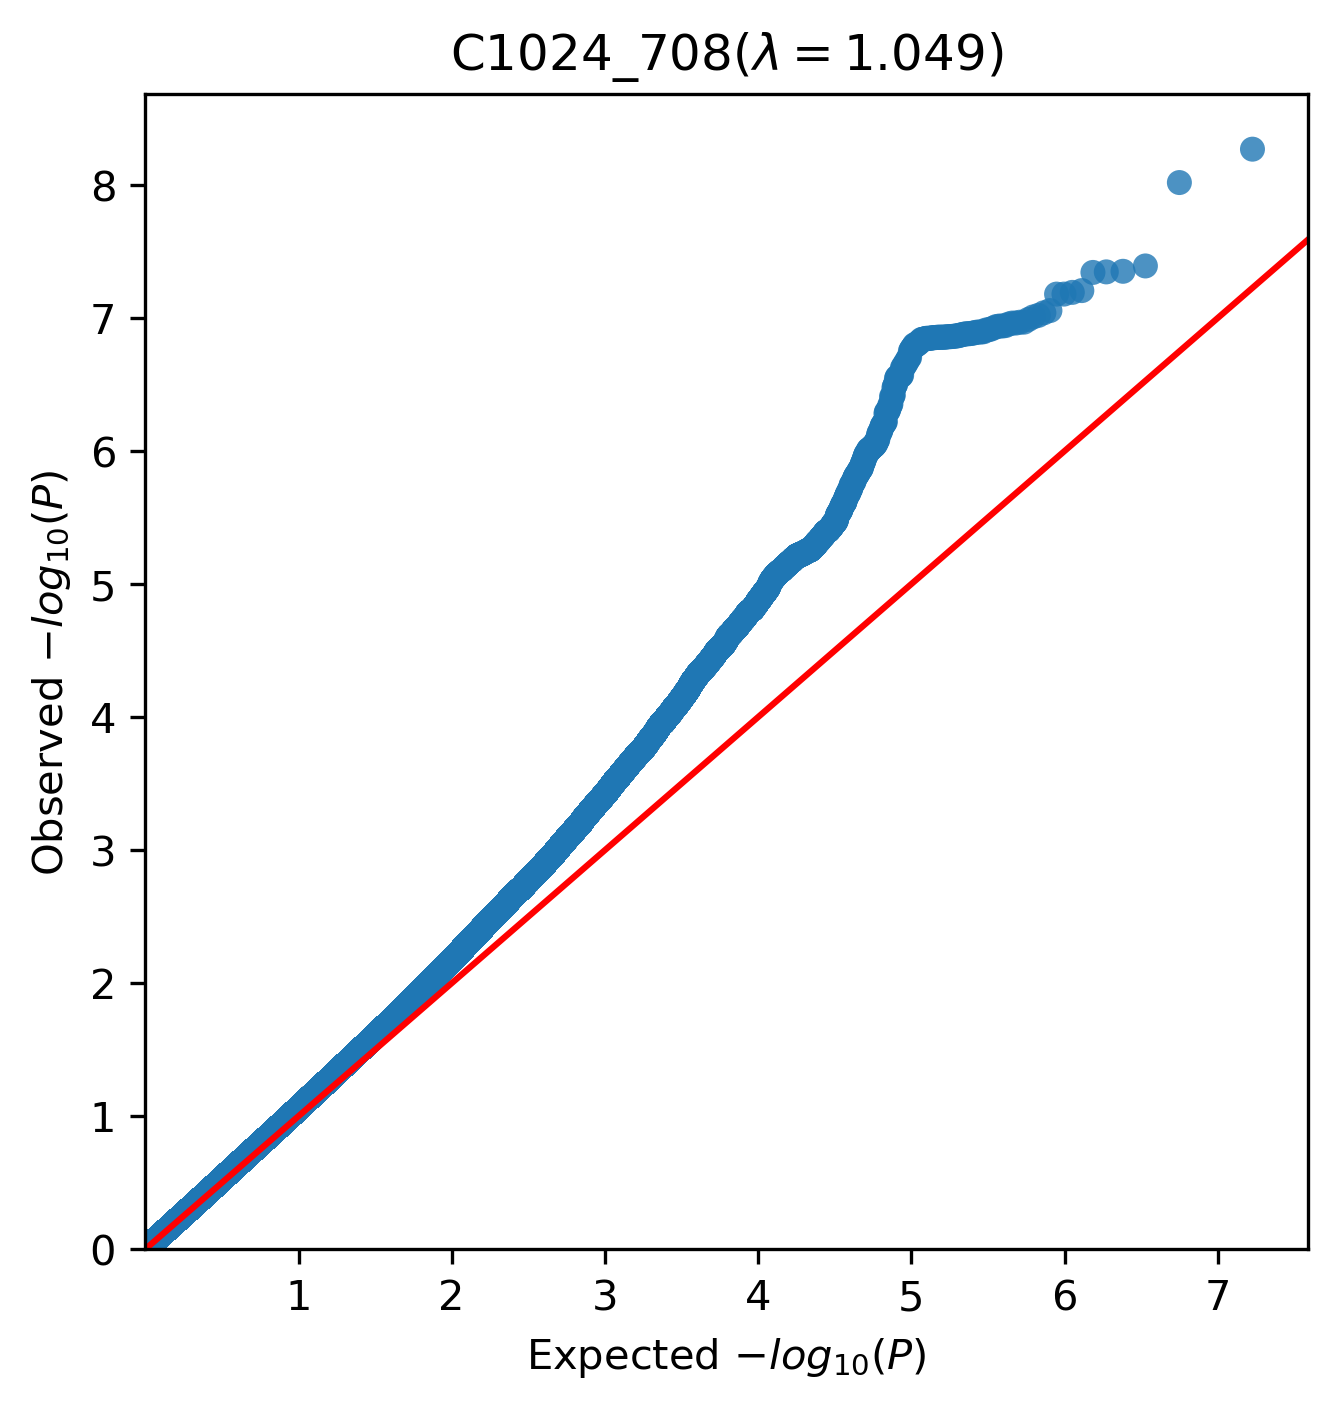 C1024_708(λ = 1.049)
Observed −log₁₀(P)
8
7
6
5
4
3
2
1
0
1 2 3 4 5 6 7
Expected −log₁₀(P)